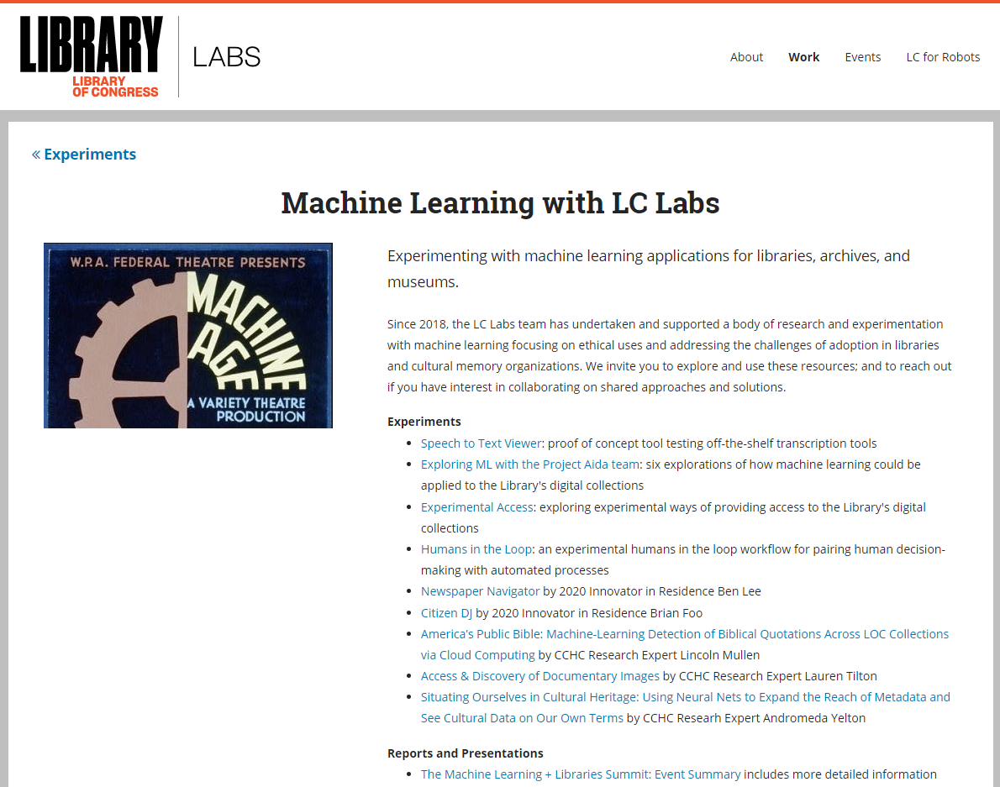 LIBRARY
LIBRARY
OF CONGRESS
LABS
About Work Events LC for Robots
« Experiments
Machine Learning with LC Labs
W.P.A. FEDERAL THEATRE PRESENTS
MACHINE
AGE
A VARIETY THEATRE
PRODUCTION
Experimenting with machine learning applications for libraries, archives, and
museums.
Since 2018, the LC Labs team has undertaken and supported a body of research and experimentation
with machine learning focusing on ethical uses and addressing the challenges of adoption in libraries
and cultural memory organizations. We invite you to explore and use these resources; and to reach out
if you have interest in collaborating on shared approaches and solutions.
Experiments
• Speech to Text Viewer: proof of concept tool testing off-the-shelf transcription tools
• Exploring ML with the Project Aida team: six explorations of how machine learning could be
applied to the Library's digital collections
• Experimental Access: exploring experimental ways of providing access to the Library's digital
collections
• Humans in the Loop: an experimental humans in the loop workflow for pairing human decision-
making with automated processes
• Newspaper Navigator by 2020 Innovator in Residence Ben Lee
• Citizen DJ by 2020 Innovator in Residence Brian Foo
• America's Public Bible: Machine-Learning Detection of Biblical Quotations Across LOC Collections
via Cloud Computing by CCHC Research Expert Lincoln Mullen
• Access & Discovery of Documentary Images by CCHC Research Expert Lauren Tilton
• Situating Ourselves in Cultural Heritage: Using Neural Nets to Expand the Reach of Metadata and
See Cultural Data on Our Own Terms by CCHC Researh Expert Andromeda Yelton
Reports and Presentations
• The Machine Learning + Libraries Summit: Event Summary includes more detailed information